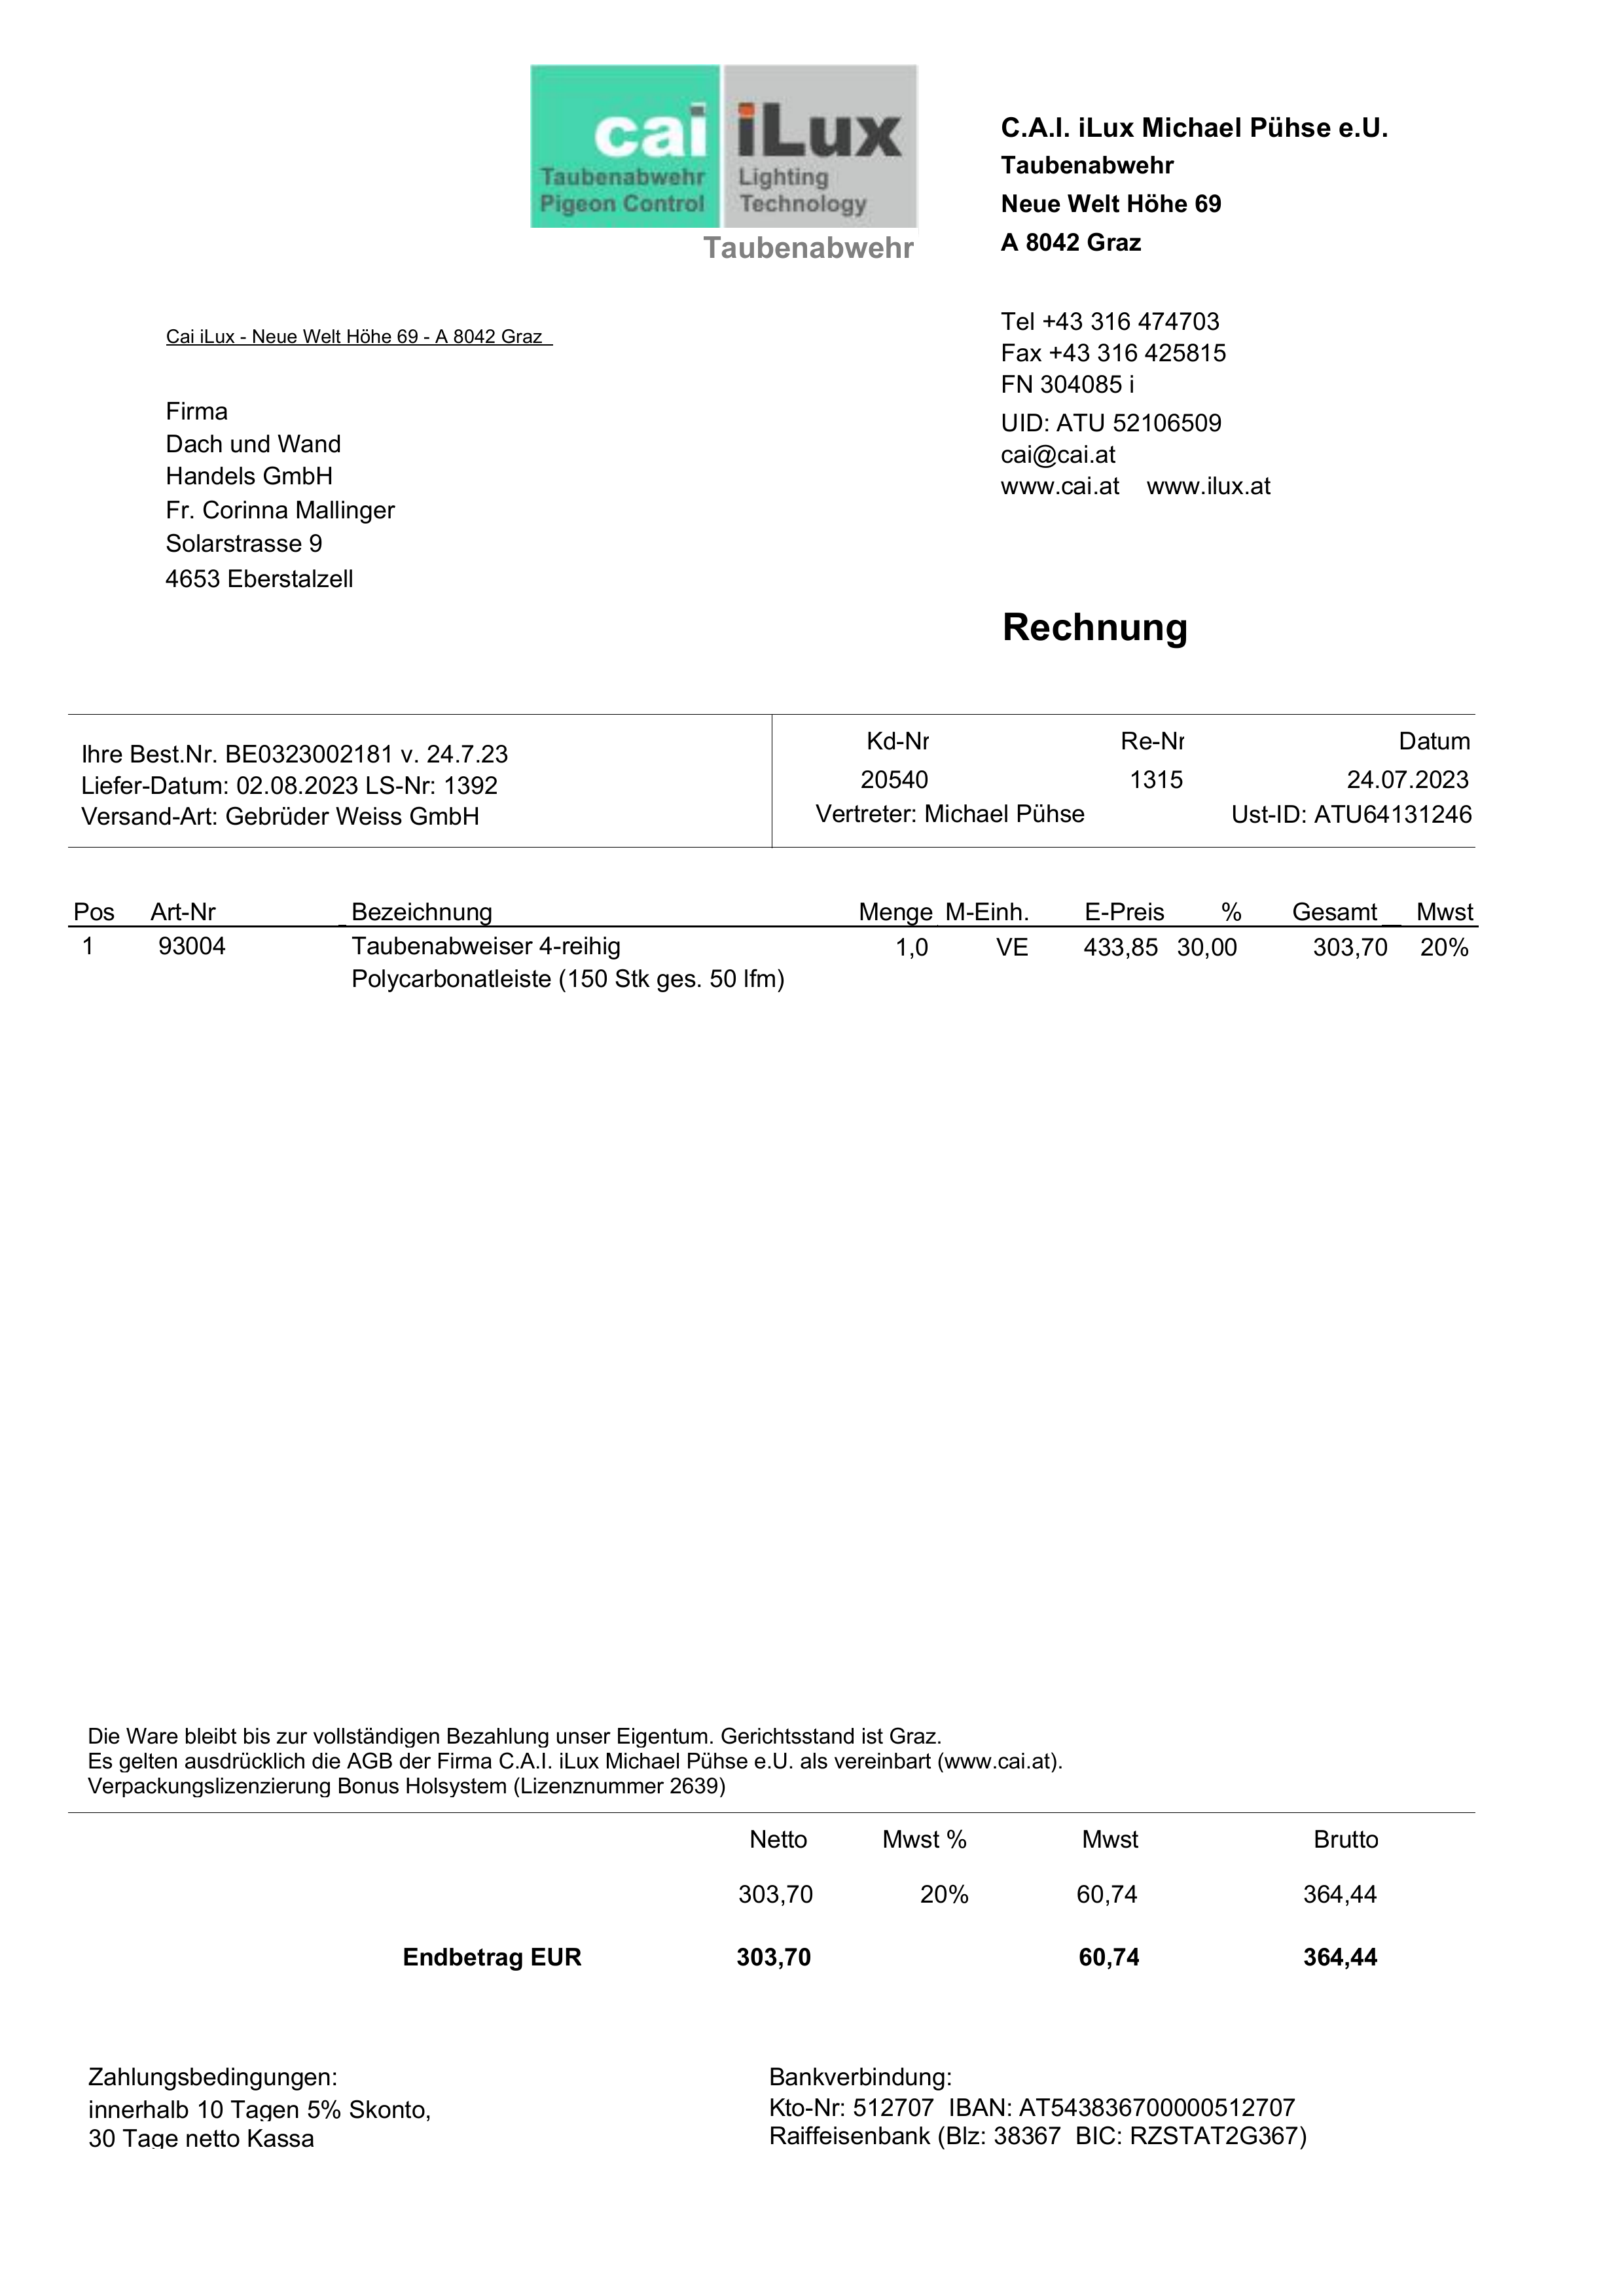 cai
Taubenabwehr
Pigeon Control
iLux
Lighting
Technology
Taubenabwehr
C.A.I. iLux Michael Pühse e.U.
Taubenabwehr
Neue Welt Höhe 69
A 8042 Graz
Tel +43 316 474703
Fax +43 316 425815
FN 304085 i
UID: ATU 52106509
cai@cai.at
www.cai.at www.ilux.at
Cai iLux - Neue Welt Höhe 69 - A 8042 Graz
Firma
Dach und Wand
Handels GmbH
Fr. Corinna Mallinger
Solarstrasse 9
4653 Eberstalzell
Rechnung
Ihre Best.Nr. BE0323002181 v. 24.7.23
Liefer-Datum: 02.08.2023 LS-Nr: 1392
Versand-Art: Gebrüder Weiss GmbH
Kd-Nr Re-Nr Datum
20540 1315 24.07.2023
Vertreter: Michael Pühse Ust-ID: ATU64131246
Pos Art-Nr Bezeichnung Menge M-Einh. E-Preis % Gesamt Mwst
1 93004 Taubenabweiser 4-reihig 1,0 VE 433,85 30,00 303,70 20%
Polycarbonatleiste (150 Stk ges. 50 lfm)
Die Ware bleibt bis zur vollständigen Bezahlung unser Eigentum. Gerichtsstand ist Graz.
Es gelten ausdrücklich die AGB der Firma C.A.I. iLux Michael Pühse e.U. als vereinbart (www.cai.at).
Verpackungslizenzierung Bonus Holsystem (Lizenznummer 2639)
Netto Mwst % Mwst Brutto
303,70 20% 60,74 364,44
Endbetrag EUR 303,70 60,74 364,44
Zahlungsbedingungen:
innerhalb 10 Tagen 5% Skonto,
30 Tage netto Kassa
Bankverbindung:
Kto-Nr: 512707 IBAN: AT543836700000512707
Raiffeisenbank (Blz: 38367 BIC: RZSTAT2G367)